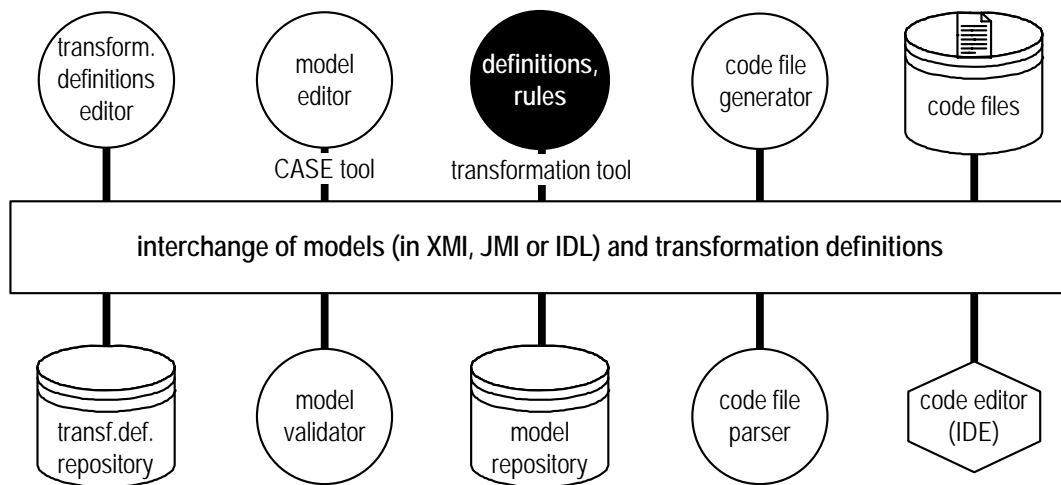 transform.
definitions
editor
model
editor
definitions,
rules
code file
generator
code files
CASE tool
transformation tool
interchange of models (in XMI, JMI or IDL) and transformation definitions
transf.def.
repository
model
validator
model
repository
code file
parser
code editor
(IDE)